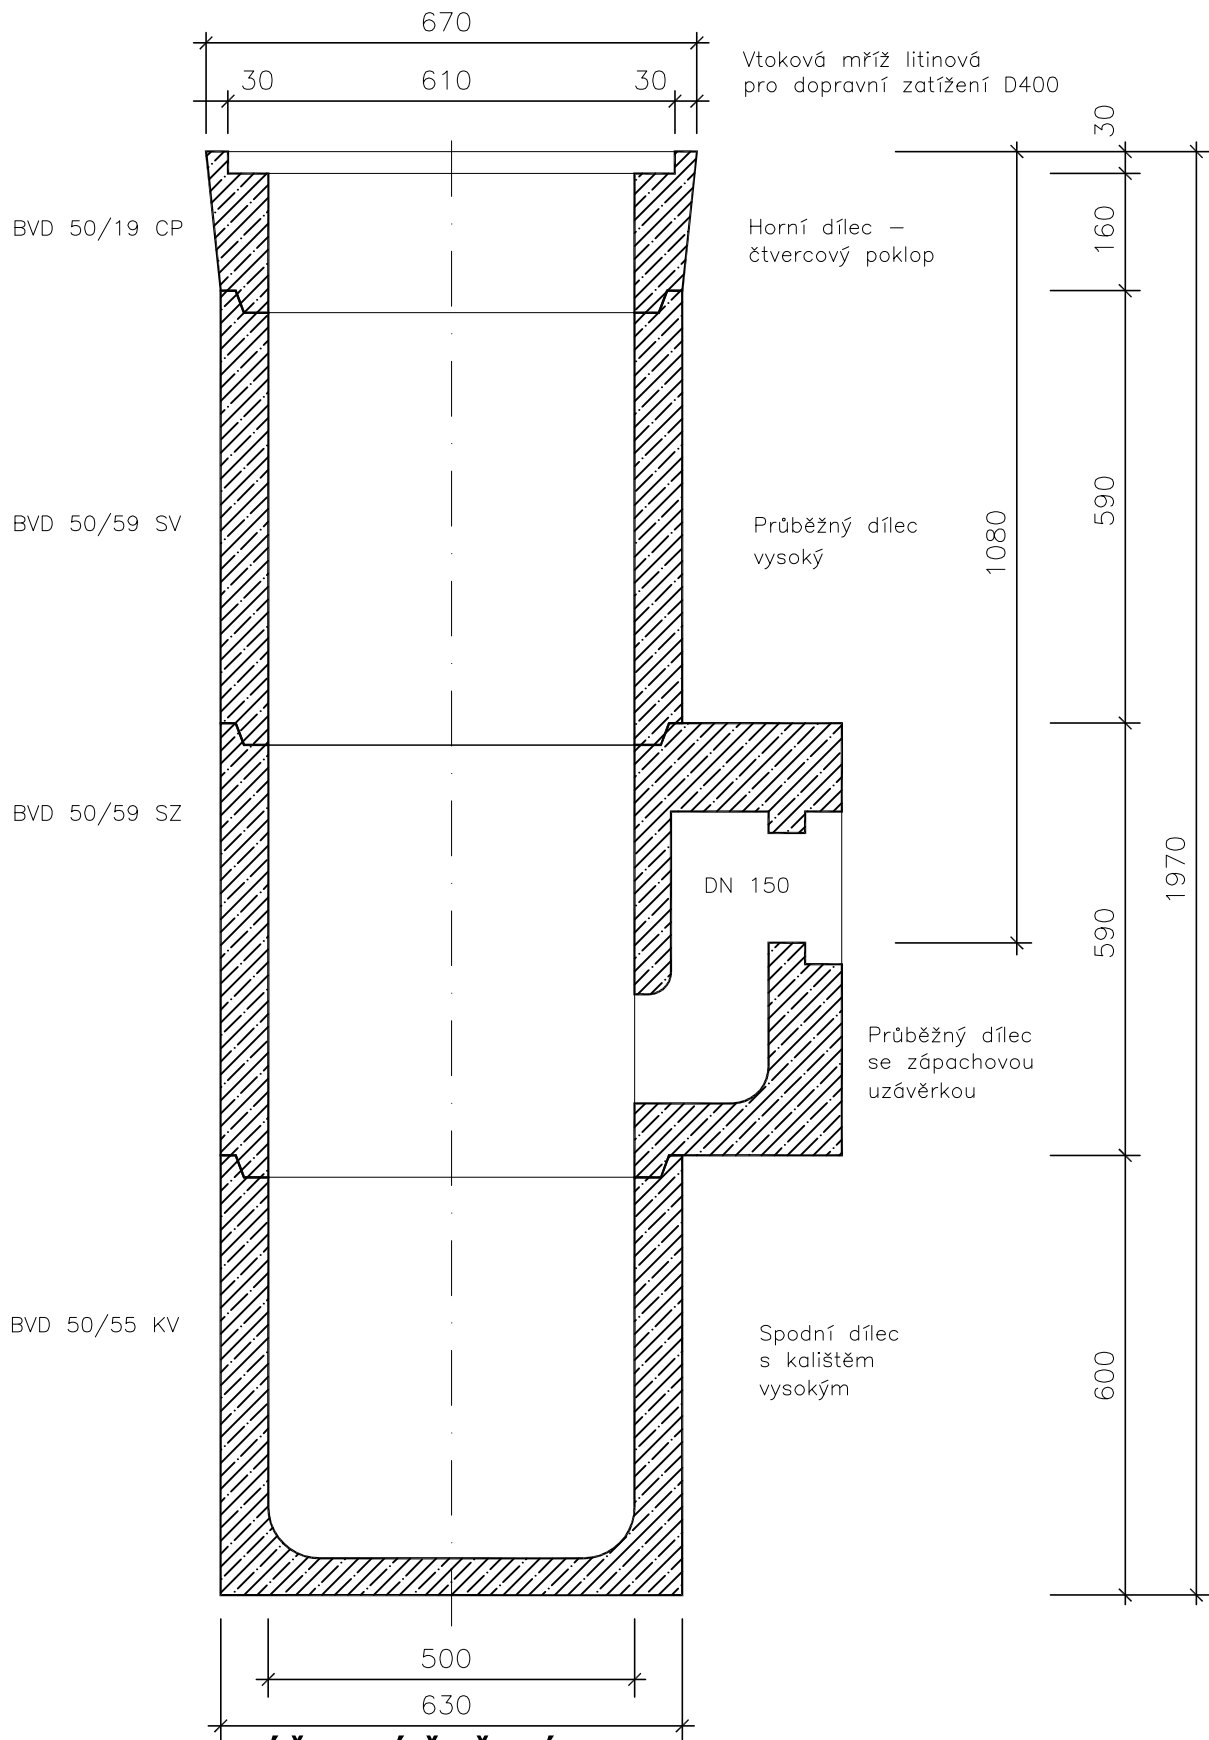 670
30
610
30
Vtoková mříž litinová
pro dopravní zatížení D400
30
BVD 50/19 CP
Horní dílec –
čtvercový poklop
160
BVD 50/59 SV
Průběžný dílec
vysoký
1080
590
BVD 50/59 SZ
DN 150
1970
590
Průběžný dílec
se zápachovou
uzávěrkou
BVD 50/55 KV
Spodní dílec
s kalištěm
vysokým
600
500
630